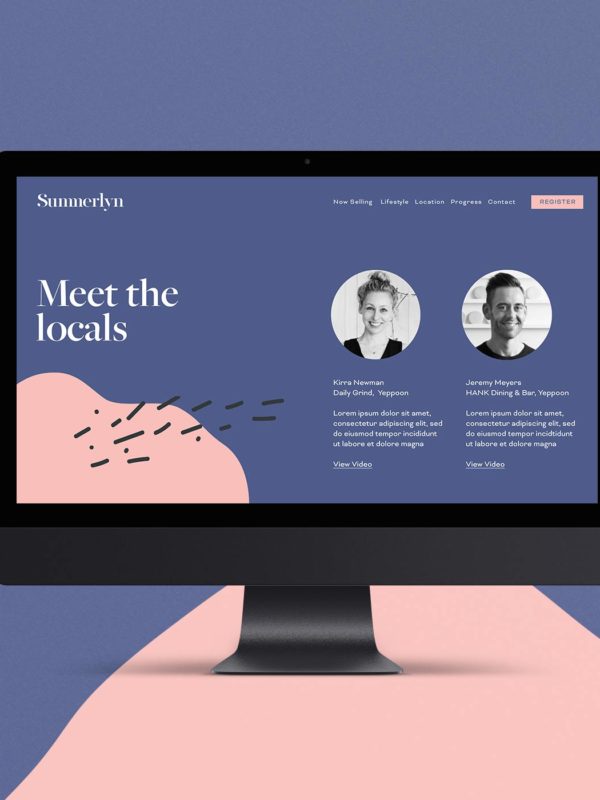 Summerlyn
Now Selling Lifestyle Location Progress Contact REGISTER
Meet the
locals
Kirra Newman
Daily Grind, Yeppoon
Lorem ipsum dolor sit amet,
consectetur adipiscing elit, sed
do eiusmod tempor incididunt
ut labore et dolore magna
View Video
Jeremy Meyers
HANK Dining & Bar, Yeppoon
Lorem ipsum dolor sit amet,
consectetur adipiscing elit, sed
do eiusmod tempor incididunt
ut labore et dolore magna
View Video